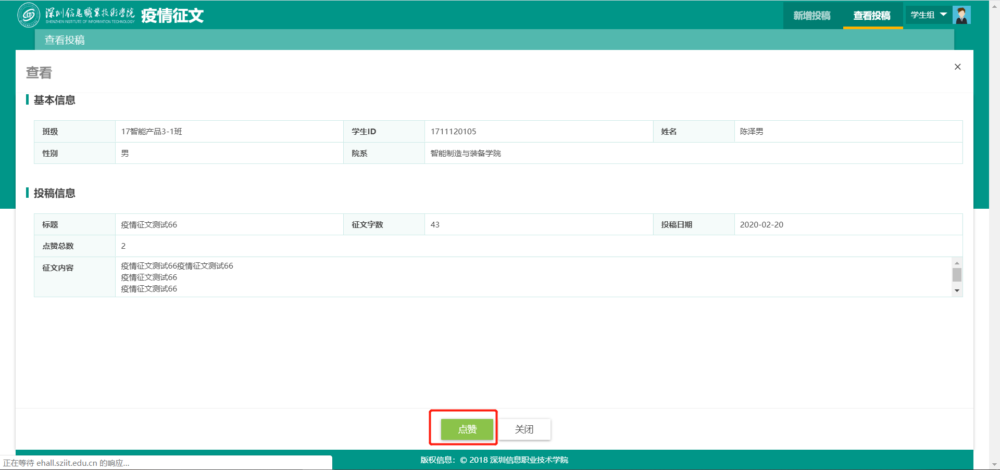 深圳信息職業技術學院
SHENZHEN INSTITUTE OF INFORMATION TECHNOLOGY
疫情征文
新增投稿
查看投稿
学生组
查看投稿
查看
基本信息
班级 17智能产品3-1班 学生ID 1711120105 姓名 陈泽男
性别 男 院系 智能制造与装备学院
投稿信息
标题 疫情征文测试66 征文字数 43 投稿日期 2020-02-20
点赞总数 2
征文内容 疫情征文测试66疫情征文测试66
疫情征文测试66
疫情征文测试66
点赞 关闭
版权信息：© 2018 深圳信息职业技术学院
正在等待 ehall.sziit.edu.cn 的响应...